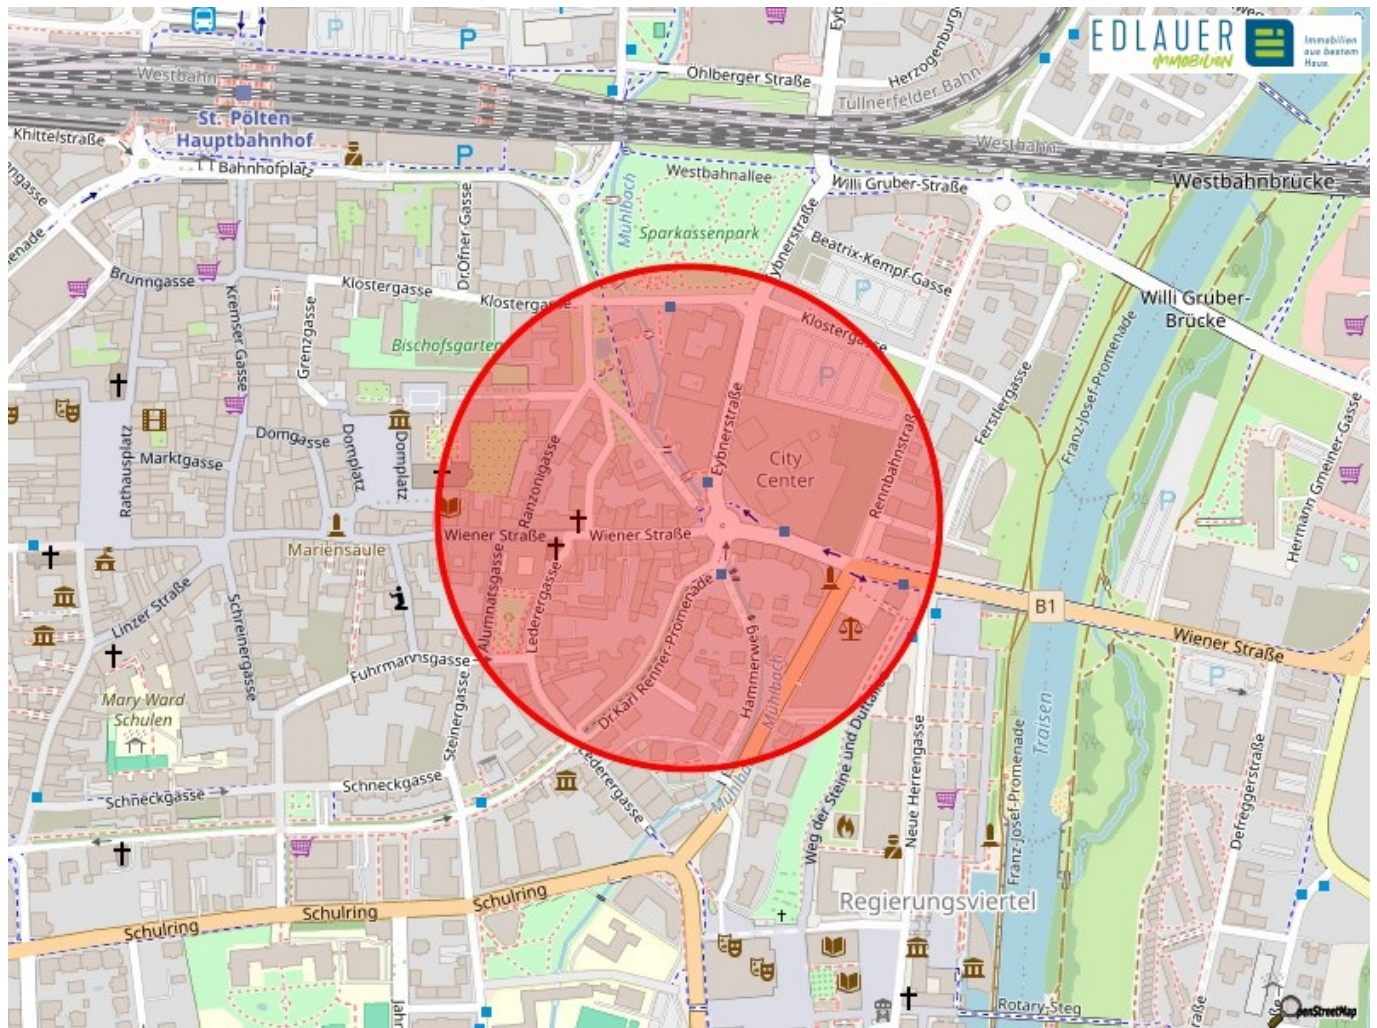 EDLAUER
Immobilien
Immobilien
aus bestem
Haus.
Westbahn
St. Pölten
Hauptbahnhof
Khittelstraße
Bahnhofplatz
P
P
P
Öhlberger Straße
Herzogenburg
Tullnerfelder Bahn
Westbahn
Westbahnbrücke
Westbahnallee
Willi Gruber-Straße
Mühlbach
Sparkassenpark
Eybnerstraße
Beatrix-Kempf-Gasse
P
Willi Gruber-
Brücke
Dr.Ofner-Gasse
Brunngasse
Klostergasse
Klostergasse
Klostergasse
Kremser Gasse
Grenzgasse
Bischofsgarten
P
Ferstlergasse
Franz-Josef-Promenade
Hermann Gmeiner-Gasse
Rathausplatz
Marktgasse
Domgasse
Domplatz
Domplatz
Ranzonigasse
Eybnerstraße
City
Center
Rennbahnstraße
P
Wiener Straße
Wiener Straße
Mariensäule
Linzer Straße
Schreinergasse
Alumnatsgasse
Lederergasse
Dr.Karl Renner-Promenade
Hammerweg
Mühlbach
B1
Wiener Straße
P
Fuhrmannsgasse
Steinergasse
Mary Ward
Schulen
Schneckgasse
Schneckgasse
Lederergasse
Weg der Steine und Düfta
Neue Herrengasse
Franz-Josef-Promenade
Traisen
Defreggerstraße
Regierungsviertel
Schulring
Schulring
Schulring
Rotary-Steg
OpenStreetMap